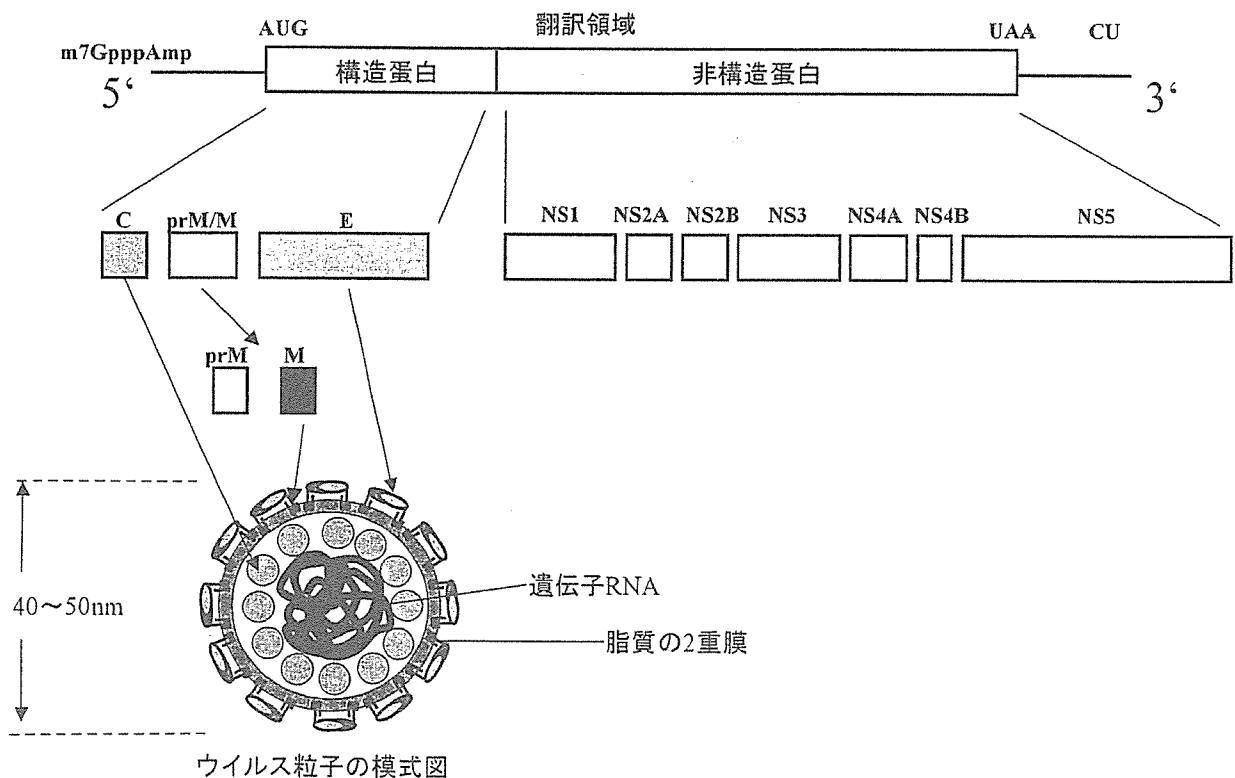 AUG 翻訳領域 UAA CU
m7GpppAmp
構造蛋白 非構造蛋白
5‘ 3‘
C prM/M E NS1 NS2A NS2B NS3 NS4A NS4B NS5
prM M
遺伝子RNA
40～50nm
脂質の2重膜
ウイルス粒子の模式図